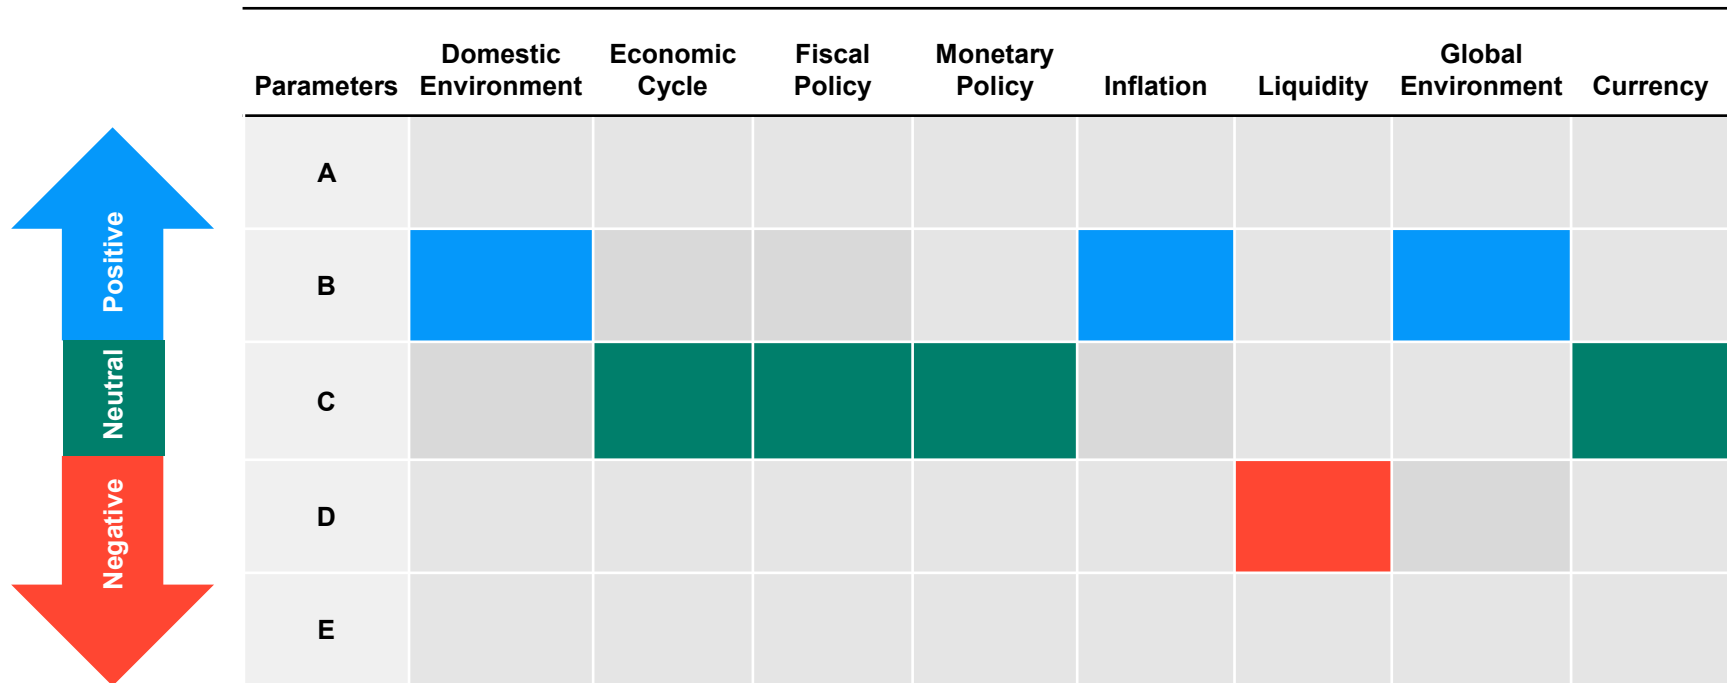 Parameters
Domestic
Environment
Economic
Cycle
Fiscal
Policy
Monetary
Policy
Inflation
Liquidity
Global
Environment
Currency
Positive
Neutral
Negative
A
B
C
D
E